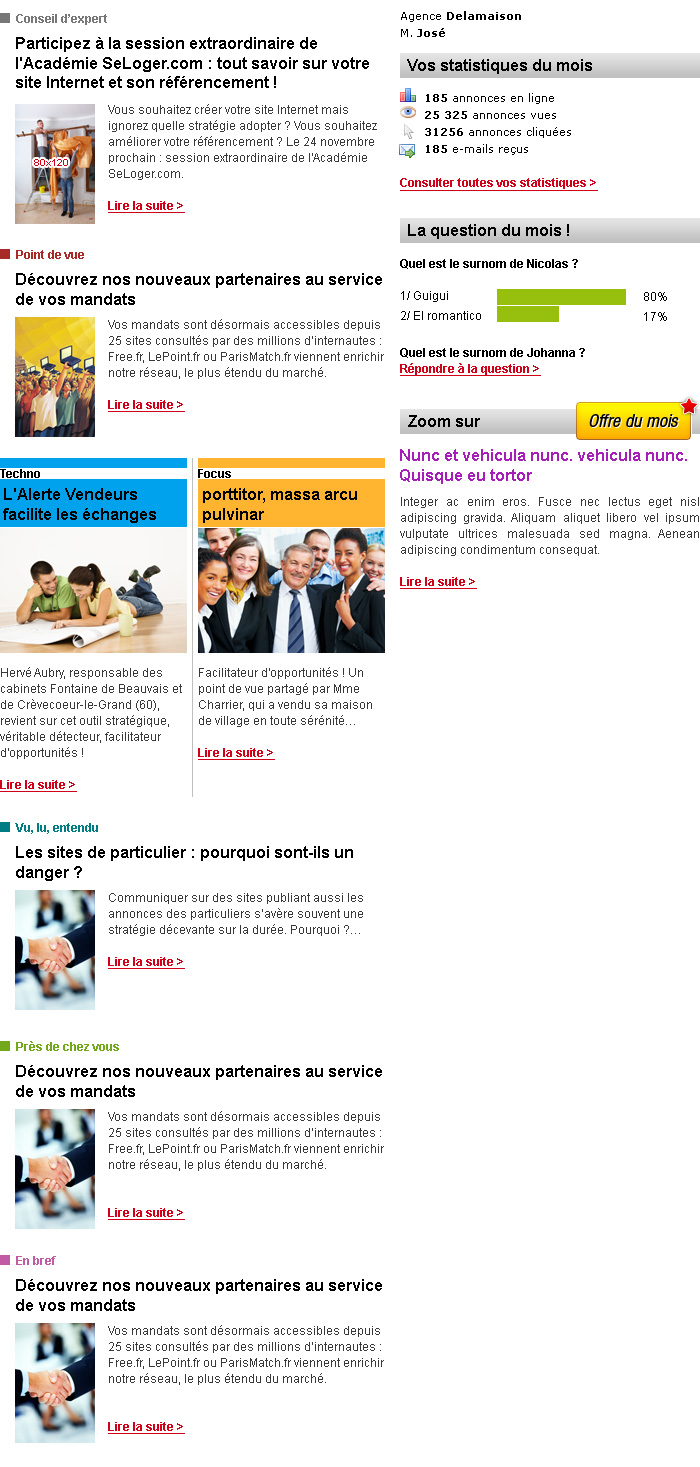 Conseil d'expert
Participez à la session extraordinaire de
l'Académie SeLoger.com : tout savoir sur votre
site Internet et son référencement !
80x120
Vous souhaitez créer votre site Internet mais
ignorez quelle stratégie adopter ? Vous souhaitez
améliorer votre référencement ? Le 24 novembre
prochain : session extraordinaire de l'Académie
SeLoger.com.
Lire la suite >
Point de vue
Découvrez nos nouveaux partenaires au service
de vos mandats
Vos mandats sont désormais accessibles depuis
25 sites consultés par des millions d'internautes :
Free.fr, LePoint.fr ou ParisMatch.fr viennent enrichir
notre réseau, le plus étendu du marché.
Lire la suite >
Techno
L'Alerte Vendeurs
facilite les échanges
Hervé Aubry, responsable des
cabinets Fontaine de Beauvais et
de Crèvecoeur-le-Grand (60),
revient sur cet outil stratégique,
véritable détecteur, facilitateur
d'opportunités !
Lire la suite >
Focus
porttitor, massa arcu
pulvinar
Facilitateur d'opportunités ! Un
point de vue partagé par Mme
Charrier, qui a vendu sa maison
de village en toute sérénité…
Lire la suite >
Vu, lu, entendu
Les sites de particulier : pourquoi sont-ils un
danger ?
Communiquer sur des sites publiant aussi les
annonces des particuliers s'avère souvent une
stratégie décevante sur la durée. Pourquoi ?…
Lire la suite >
Près de chez vous
Découvrez nos nouveaux partenaires au service
de vos mandats
Vos mandats sont désormais accessibles depuis
25 sites consultés par des millions d'internautes :
Free.fr, LePoint.fr ou ParisMatch.fr viennent enrichir
notre réseau, le plus étendu du marché.
Lire la suite >
En bref
Découvrez nos nouveaux partenaires au service
de vos mandats
Vos mandats sont désormais accessibles depuis
25 sites consultés par des millions d'internautes :
Free.fr, LePoint.fr ou ParisMatch.fr viennent enrichir
notre réseau, le plus étendu du marché.
Lire la suite >
Agence Delamaison
M. José
Vos statistiques du mois
185 annonces en ligne
25 325 annonces vues
31256 annonces cliquées
185 e-mails reçus
Consulter toutes vos statistiques >
La question du mois !
Quel est le surnom de Nicolas ?
1/ Guigui 80%
2/ El romantico 17%
Quel est le surnom de Johanna ?
Répondre à la question >
Zoom sur
Offre du mois
Nunc et vehicula nunc. vehicula nunc.
Quisque eu tortor
Integer ac enim eros. Fusce nec lectus eget nisl
adipiscing gravida. Aliquam aliquet libero vel ipsum
vulputate ultrices malesuada sed magna. Aenean
adipiscing condimentum consequat.
Lire la suite >